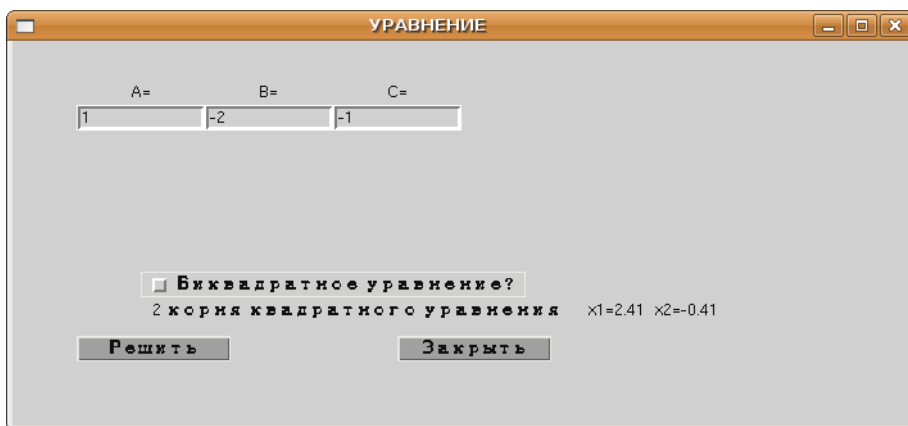 УРАВНЕНИЕ
A= B= C=
1 -2 -1
Биквадратное уравнение?
2 корня квадратного уравнения x1=2.41 x2=-0.41
Решить Закрыть